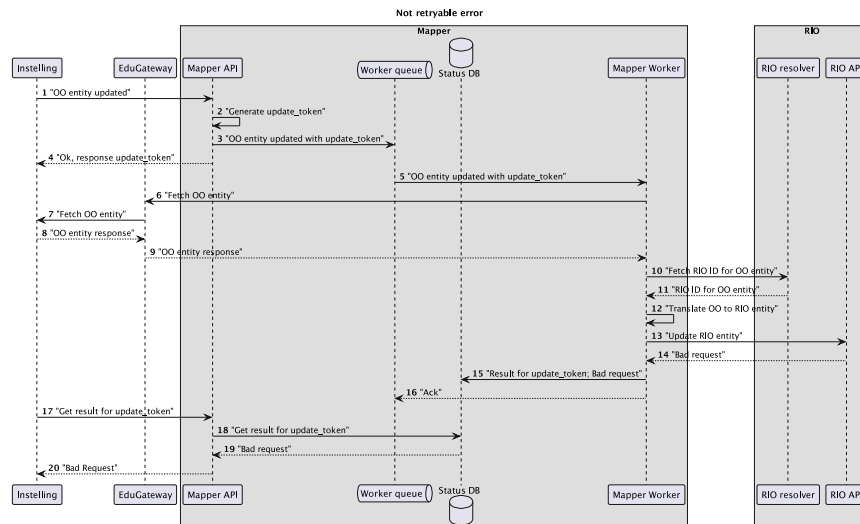 Not retryable error
Mapper
RIO
Instelling
EduGateway
Mapper API
Worker queue
Status DB
Mapper Worker
RIO resolver
RIO AP
1 "OO entity updated"
2 "Generate update_token"
3 "OO entity updated with update_token"
4 "Ok, response update_token"
5 "OO entity updated with update_token"
6 "Fetch OO entity"
7 "Fetch OO entity"
8 "OO entity response"
9 "OO entity response"
10 "Fetch RIO ID for OO entity"
11 "RIO ID for OO entity"
12 "Translate OO to RIO entity"
13 "Update RIO entity"
14 "Bad request"
15 "Result for update_token; Bad request"
16 "Ack"
17 "Get result for update_token"
18 "Get result for update_token"
19 "Bad request"
20 "Bad Request"
Instelling
EduGateway
Mapper API
Worker queue
Status DB
Mapper Worker
RIO resolver
RIO AP